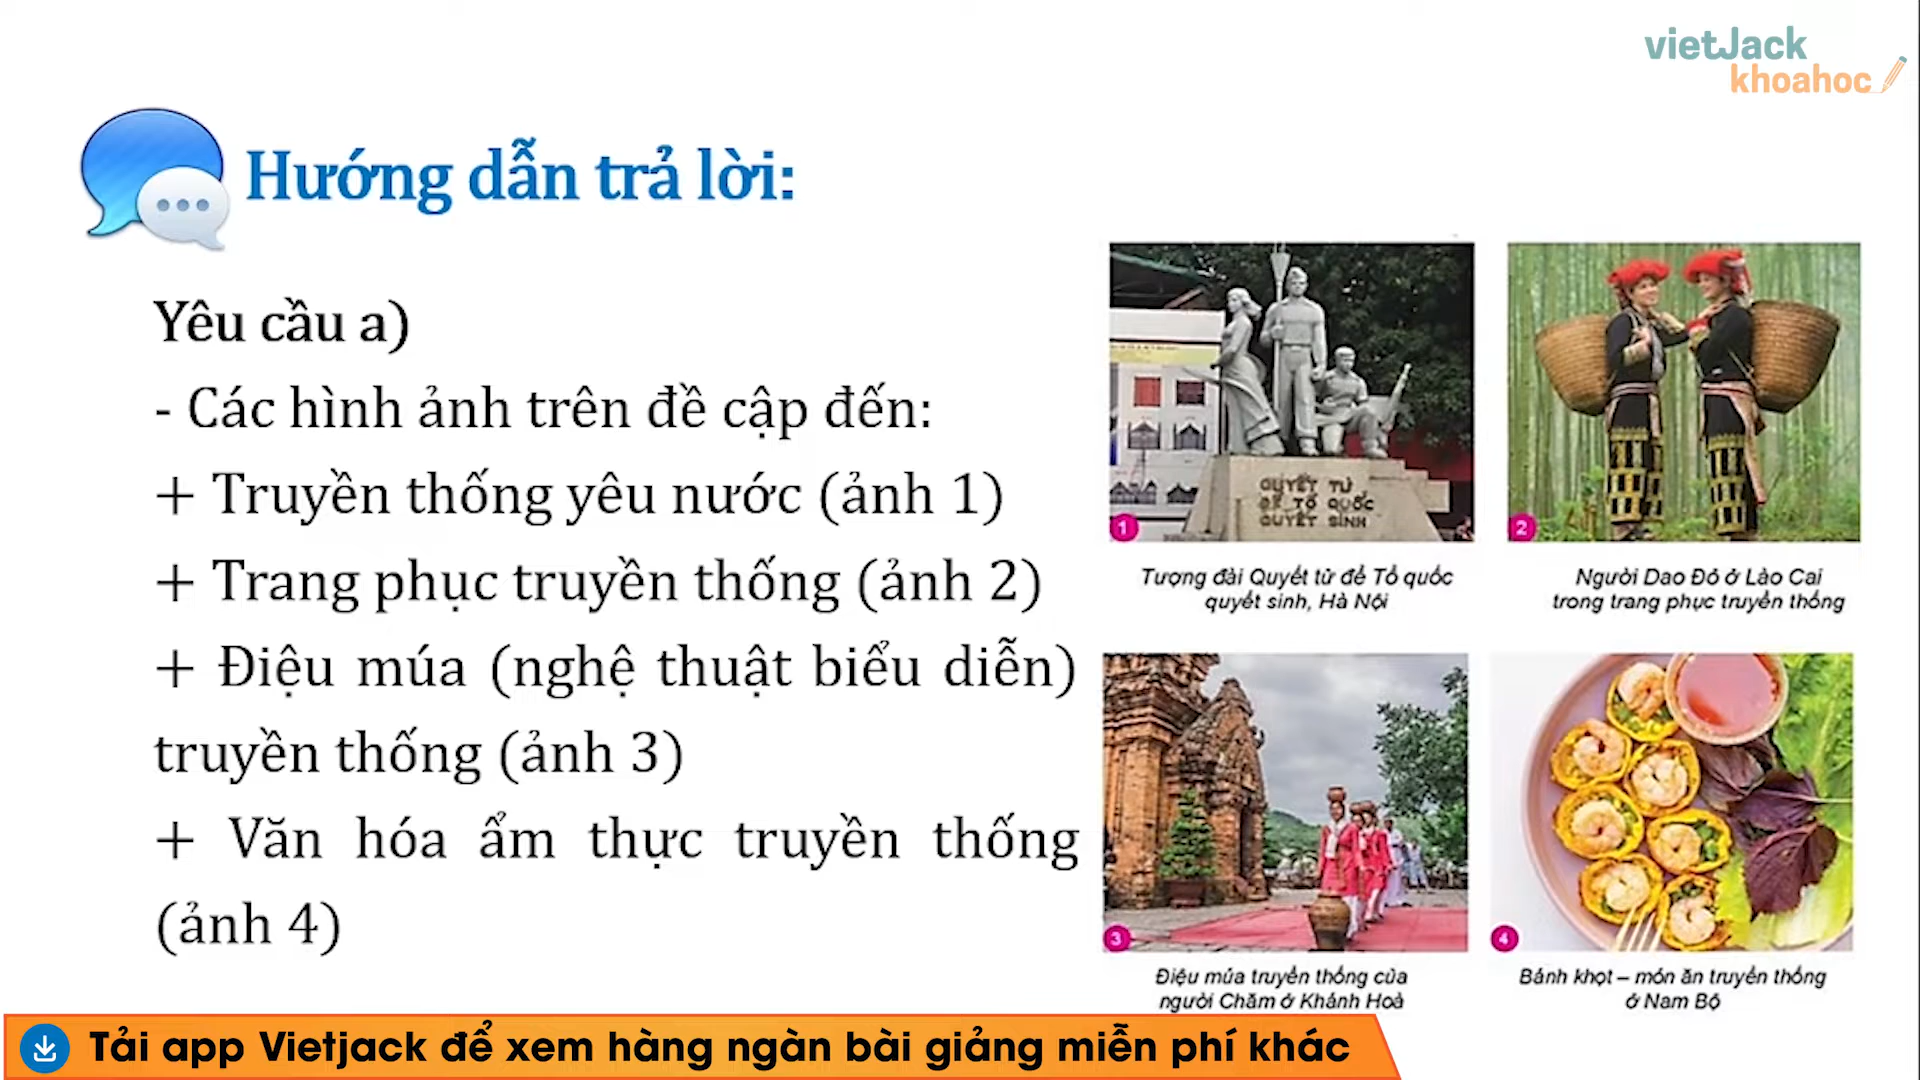 vietJack
khoahoc
Hướng dẫn trả lời:
Yêu cầu a)
- Các hình ảnh trên đề cập đến:
+ Truyền thống yêu nước (ảnh 1)
+ Trang phục truyền thống (ảnh 2)
+ Điệu múa (nghệ thuật biểu diễn)
truyền thống (ảnh 3)
+ Văn hóa ẩm thực truyền thống
(ảnh 4)
QUYẾT TỬ
ĐỂ TỔ QUỐC
QUYẾT SINH
1
Tượng đài Quyết tử để Tổ quốc
quyết sinh, Hà Nội
2
Người Dao Đỏ ở Lào Cai
trong trang phục truyền thống
3
Điệu múa truyền thống của
người Chăm ở Khánh Hoà
4
Bánh khọt – món ăn truyền thống
ở Nam Bộ
Tải app Vietjack để xem hàng ngàn bài giảng miễn phí khác